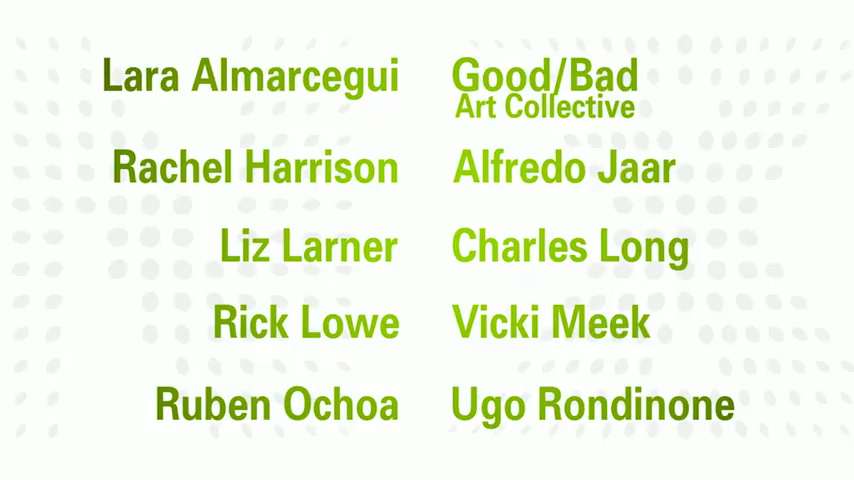 Lara Almarcegui
Good/Bad
Art Collective
Rachel Harrison
Alfredo Jaar
Liz Larner
Charles Long
Rick Lowe
Vicki Meek
Ruben Ochoa
Ugo Rondinone